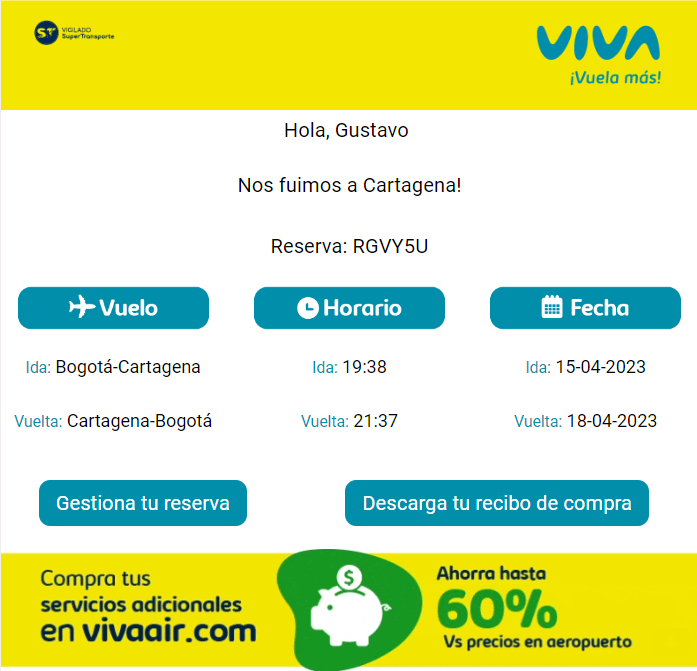 ST VIGILADO
SuperTransporte
VIVA
¡Vuela más!
Hola, Gustavo
Nos fuimos a Cartagena!
Reserva: RGVY5U
Vuelo Horario Fecha
Ida: Bogotá-Cartagena Ida: 19:38 Ida: 15-04-2023
Vuelta: Cartagena-Bogotá Vuelta: 21:37 Vuelta: 18-04-2023
Gestiona tu reserva Descarga tu recibo de compra
Compra tus
servicios adicionales
en vivaair.com
$
Ahorra hasta
60%
Vs precios en aeropuerto